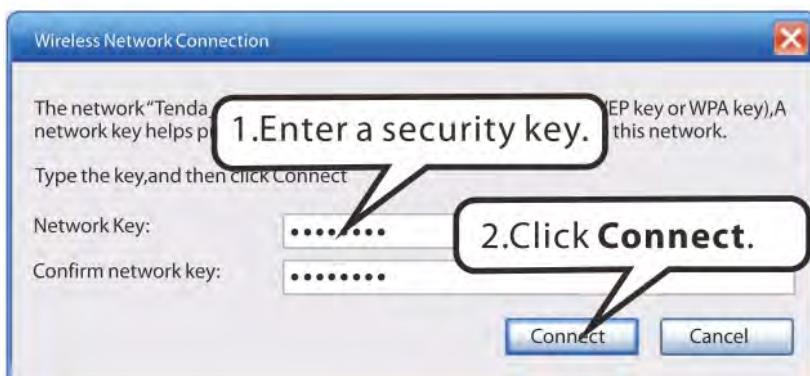 Wireless Network Connection
The network "Tenda EP key or WPA key),A
network key helps p this network.
1.Enter a security key.
Type the key,and then click Connect
Network Key:
••••••••
2.Click Connect.
Confirm network key:
••••••••
Connect
Cancel